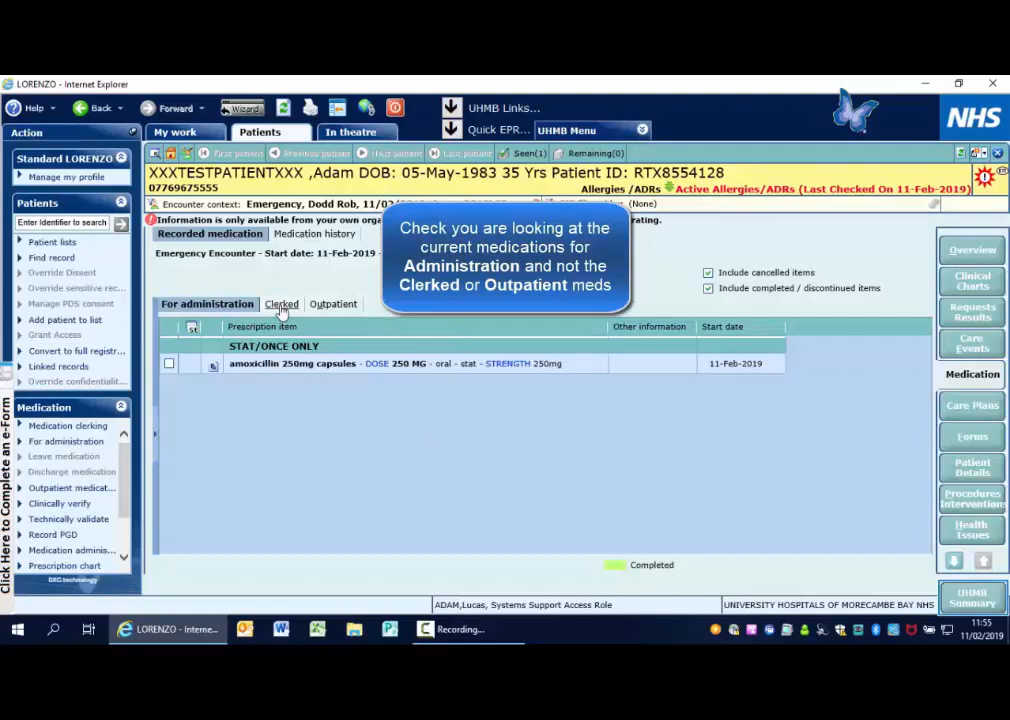 LORENZO - Internet Explorer
Help
Back
Forward
Wizard
UHMB Links...
Quick EPR...
UHMB Menu
NHS
Action
My work
Patients
In theatre
Standard LORENZO
Manage my profile
First patient
Previous patient
Last patient
Seen(1)
Remaining(0)
XXXTESTPATIENTXXX ,Adam DOB: 05-May-1983 35 Yrs Patient ID: RTX8554128
07769675555
Allergies/ADRs
Active Allergies/ADRs (Last Checked On 11-Feb-2019)
Encounter context: Emergency, Dodd Rob, 11/02
(None)
Information is only available from your own orga
rating.
Recorded medication
Medication history
Emergency Encounter - Start date: 11-Feb-2019 -
Check you are looking at the
current medications for
Administration and not the
Clerked or Outpatient meds
Include cancelled items
Include completed / discontinued items
For administration
Clerked
Outpatient
Prescription item
Other information
Start date
STAT/ONCE ONLY
amoxicillin 250mg capsules - DOSE 250 MG - oral - stat - STRENGTH 250mg
11-Feb-2019
Completed
Patients
Enter Identifier to search
Patient lists
Find record
Override Dissent
Override sensitive rec...
Manage PDS consent
Add patient to list
Grant Access
Convert to full registr...
Linked records
Override confidentialit...
Medication
Medication clerking
For administration
Leave medication
Discharge medication
Outpatient medicat...
Clinically verify
Technically validate
Record PGD
Medication adminis...
Prescription chart
DXC.technology
Click Here to Complete an e-Form
Overview
Clinical
Charts
Requests
Results
Care
Events
Medication
Care Plans
Forms
Patient
Details
Procedures
Interventions
Health
Issues
UHMB
Summary
ADAM,Lucas, Systems Support Access Role
UNIVERSITY HOSPITALS OF MORECAMBE BAY NHS
LORENZO - Interne...
Recording...
11:55
11/02/2019